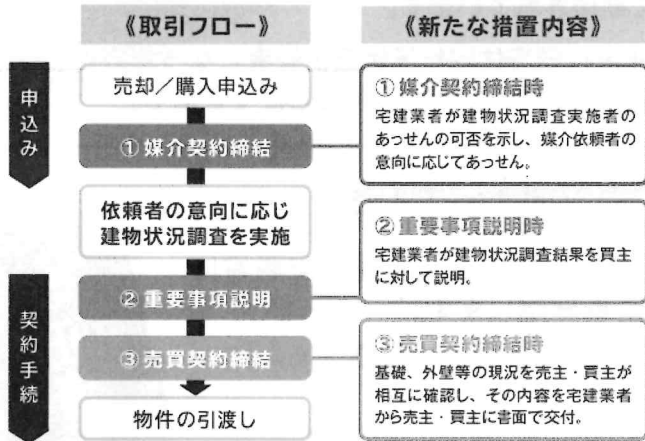 《取引フロー》
《新たな措置内容》
申込み
売却／購入申込み
①媒介契約締結
依頼者の意向に応じ
建物状況調査を実施
契約手続
②重要事項説明
③売買契約締結
物件の引渡し
①媒介契約締結時
宅建業者が建物状況調査実施者の
あっせんの可否を示し、媒介依頼者の
意向に応じてあっせん。
②重要事項説明時
宅建業者が建物状況調査結果を買主
に対して説明。
③売買契約締結時
基礎、外壁等の現況を売主・買主が
相互に確認し、その内容を宅建業者
から売主・買主に書面で交付。